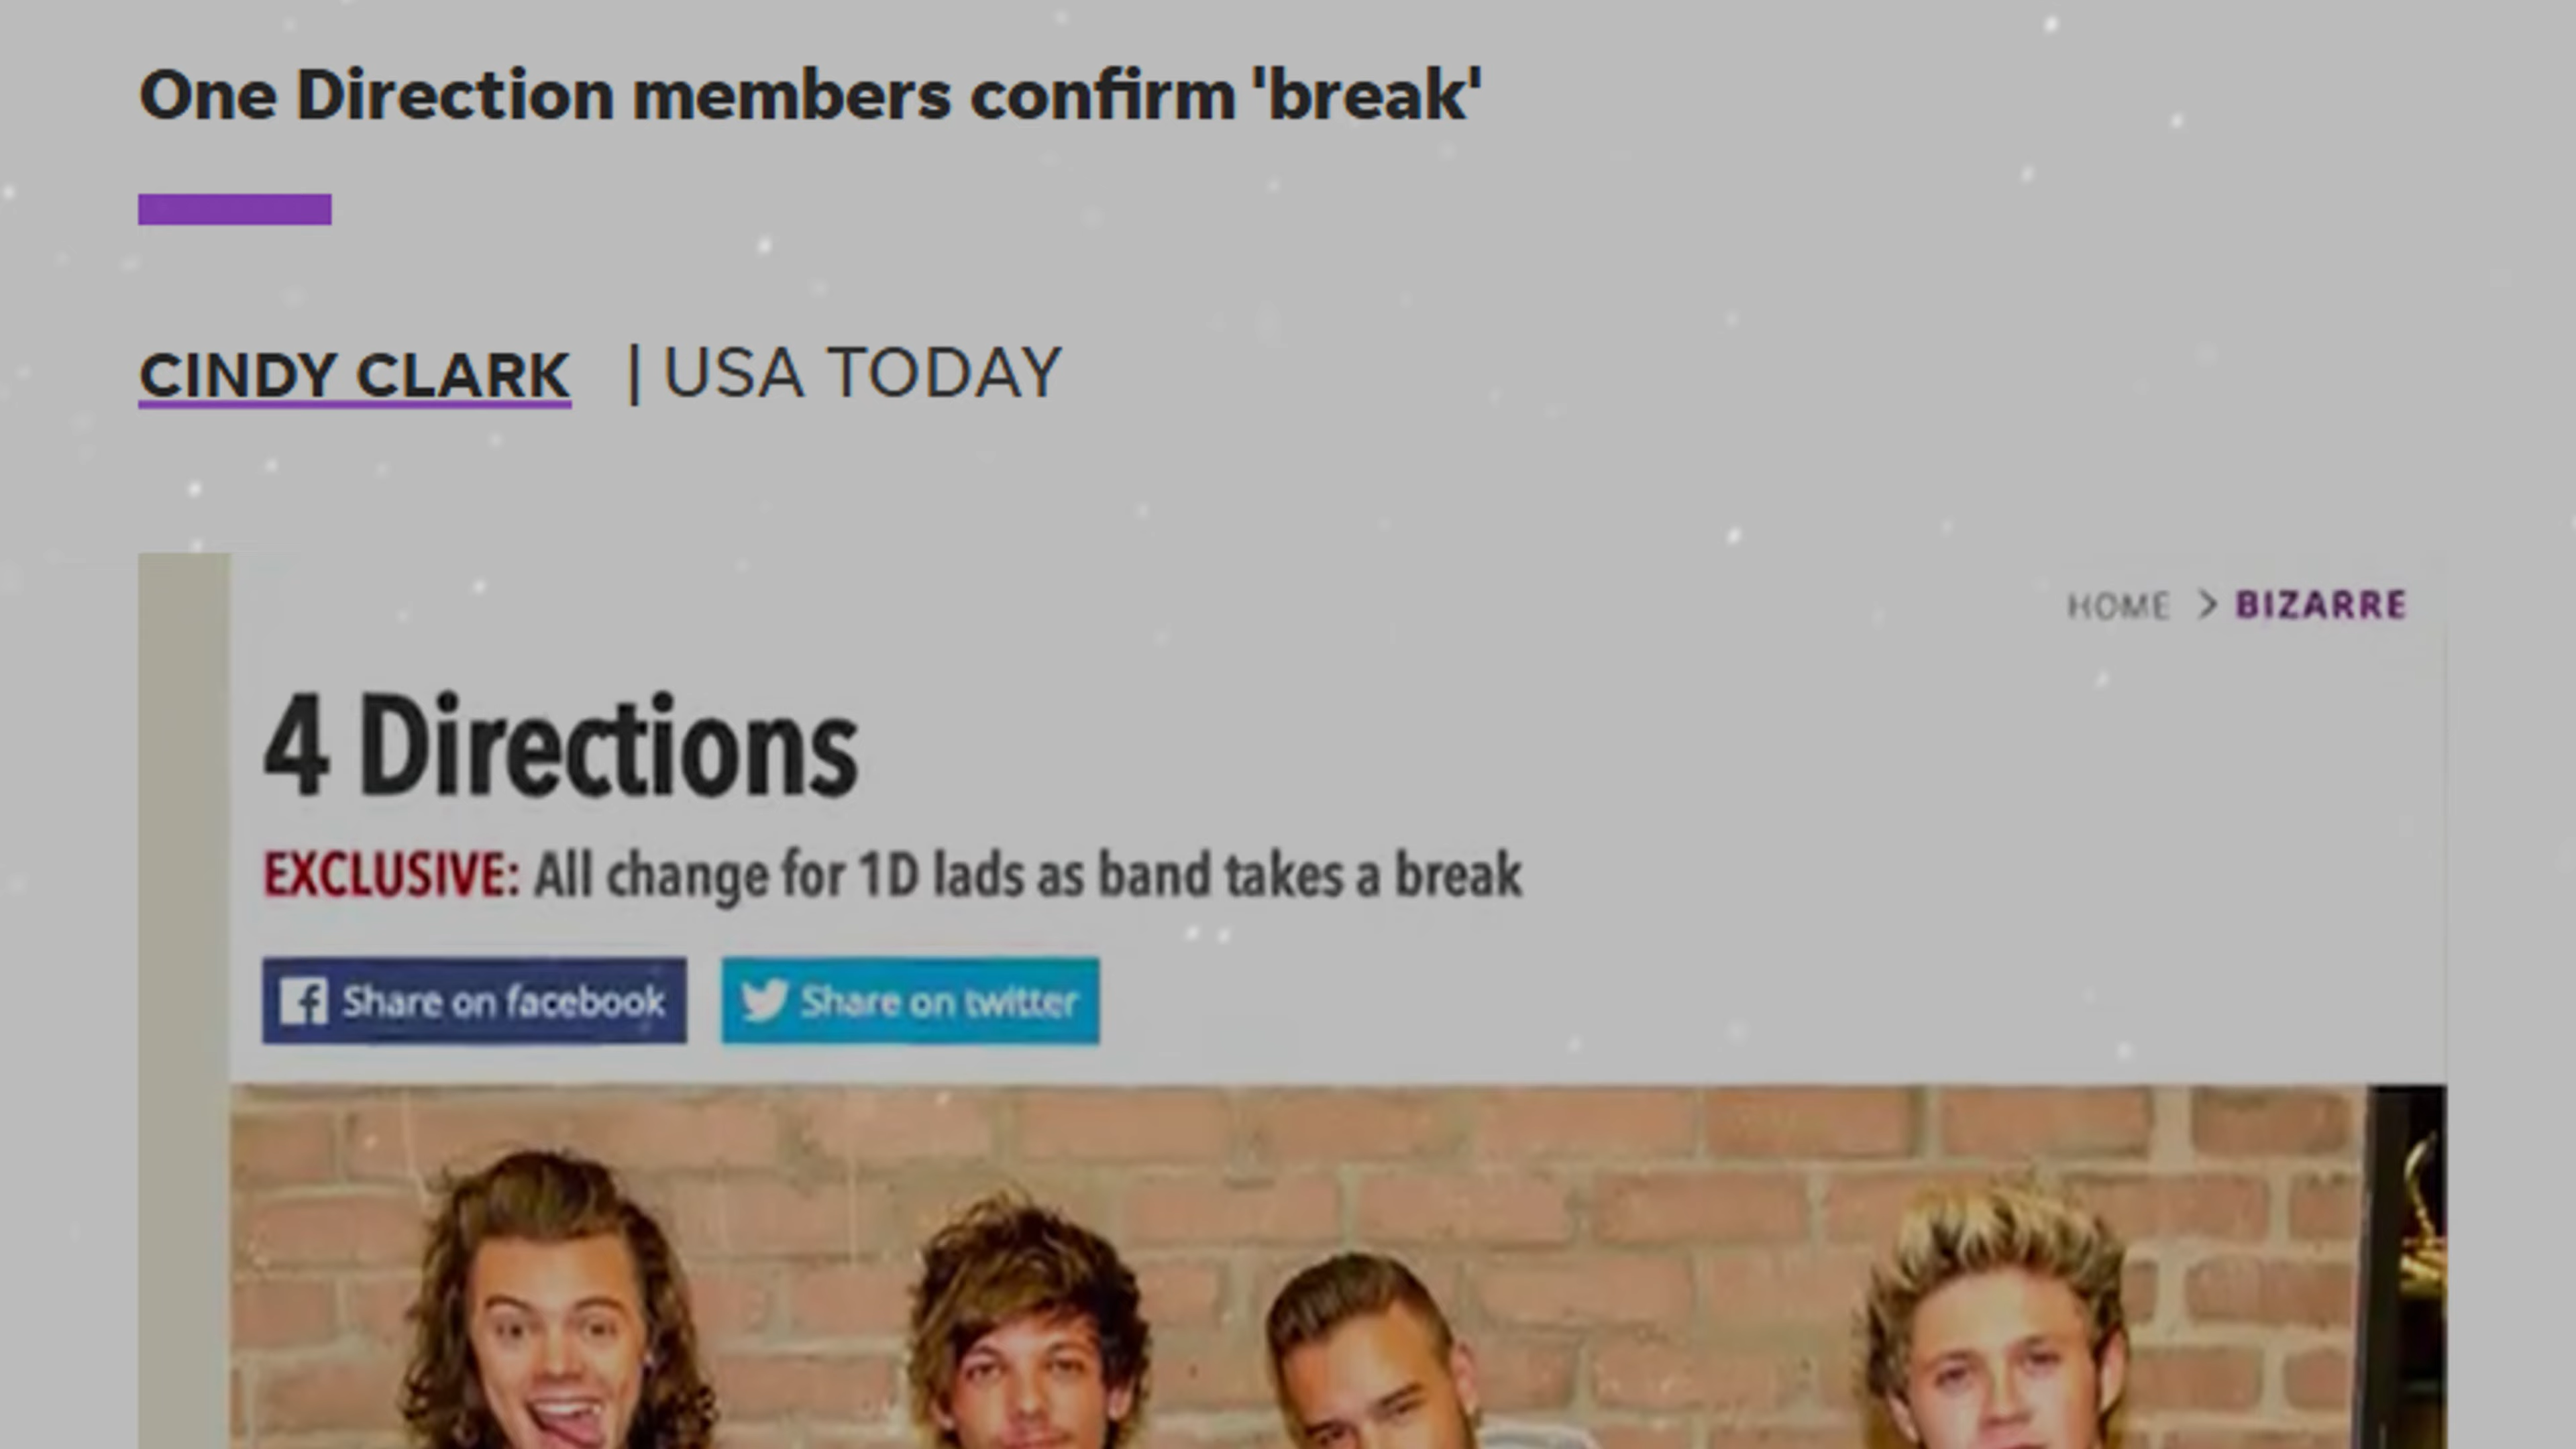 One Direction members confirm 'break'
CINDY CLARK | USA TODAY
HOME > BIZARRE
4 Directions
EXCLUSIVE: All change for 1D lads as band takes a break
Share on facebook
Share on twitter